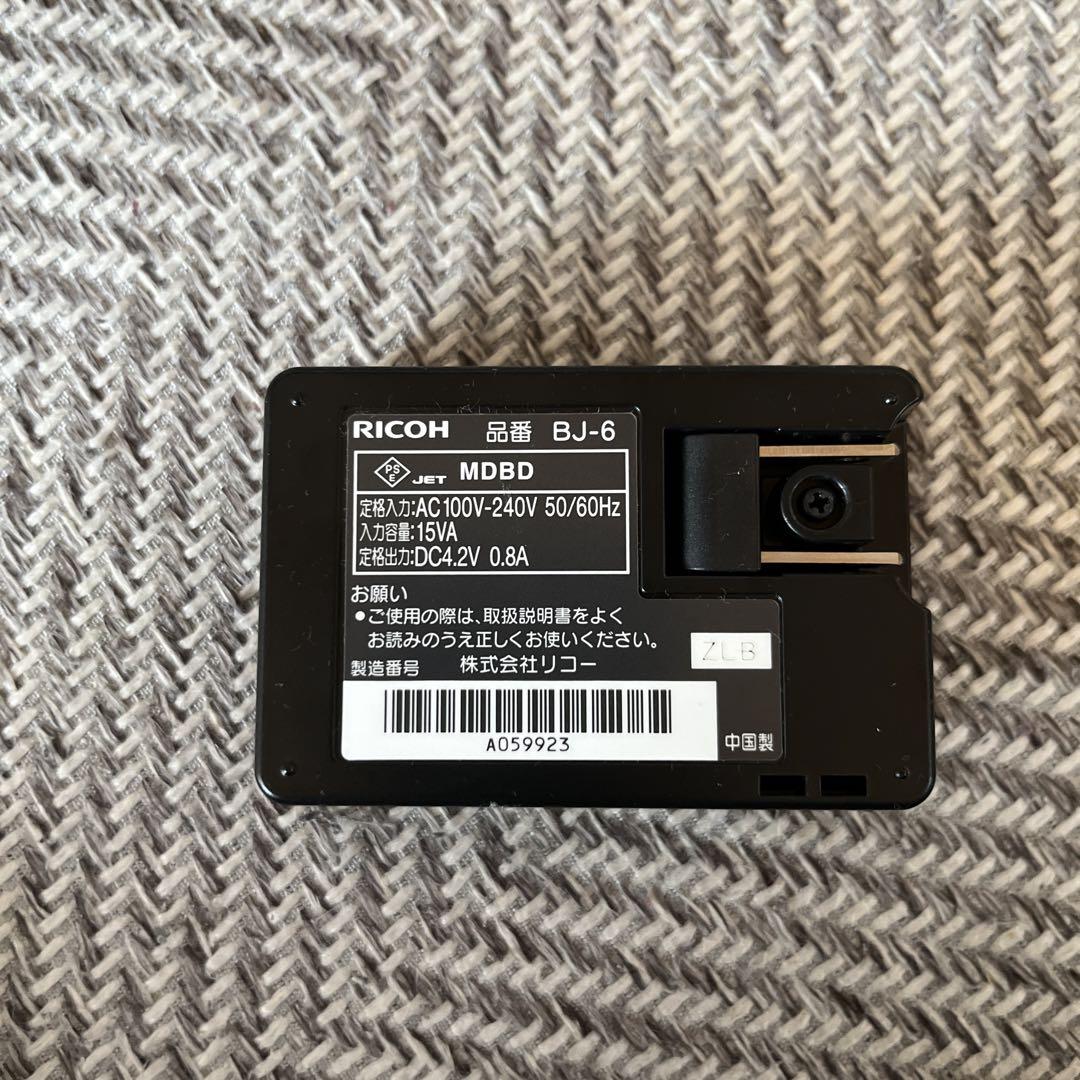 RICOH 品番 BJ-6
PS
E JET MDBD
定格入力:AC100V-240V 50/60Hz
入力容量:15VA
定格出力:DC4.2V 0.8A
お願い
●ご使用の際は、取扱説明書をよく
お読みのうえ正しくお使いください。
製造番号 株式会社リコー
ZLB
A059923
中国製